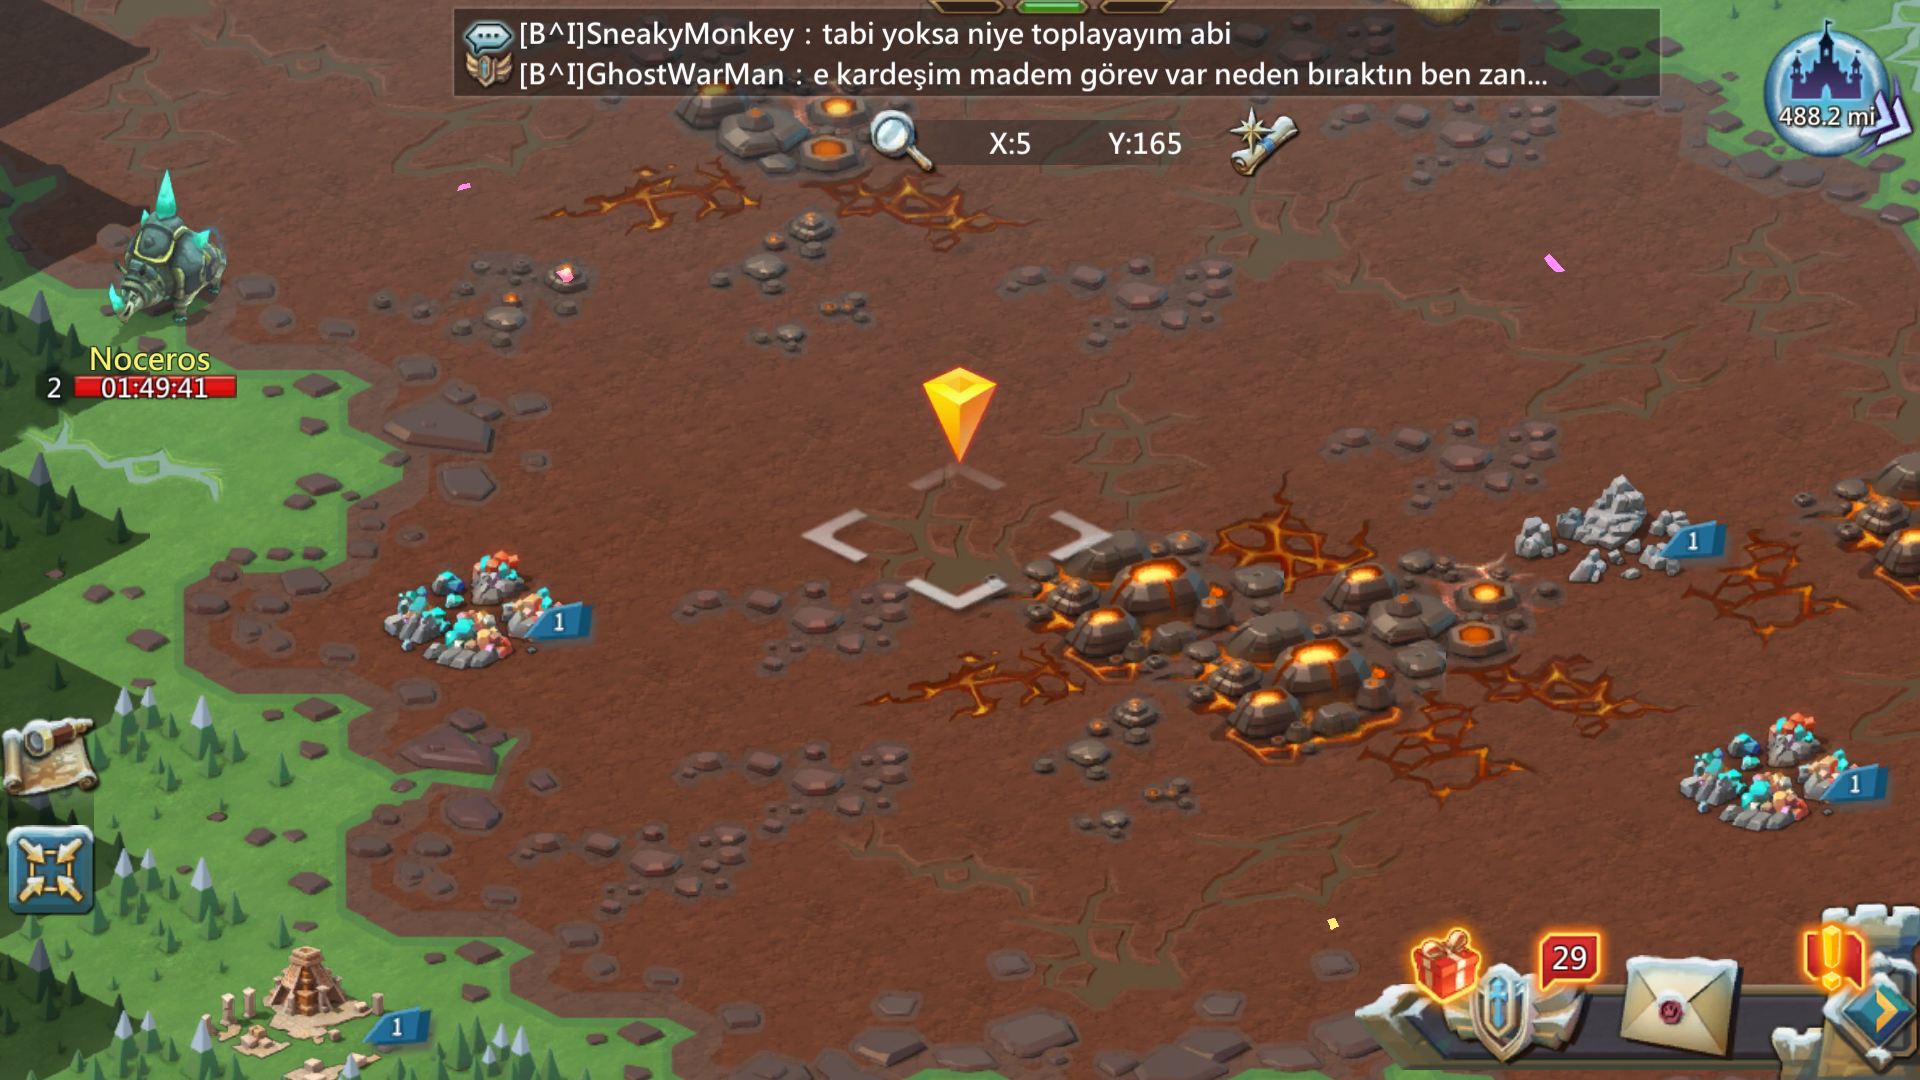 [B^I]SneakyMonkey : tabi yoksa niye toplayayım abi
[B^I]GhostWarMan : e kardeşim madem görev var neden bıraktın ben zan...
488.2 mi
X:5 Y:165
Noceros
2 01:49:41
1
1
1
1
29